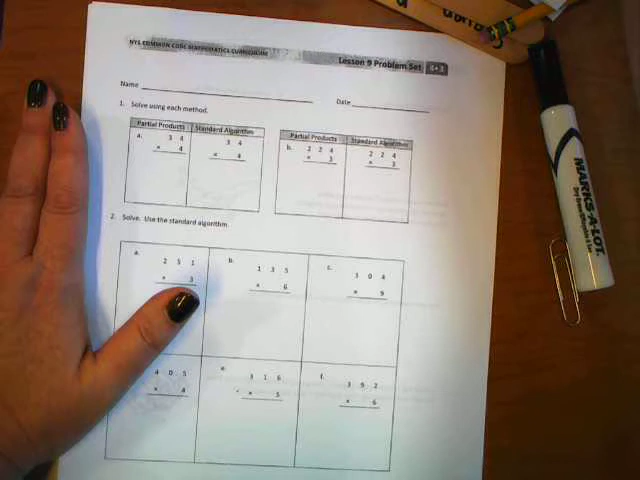 NYS COMMON CORE MATHEMATICS CURRICULUM Lesson 9 Problem Set 4•3
Name Date
1. Solve using each method.
Partial Products Standard Algorithm Partial Products Standard Algorithm
a. 3 4 3 4 b. 2 2 4 2 2 4
x 4 x 4 x 3 x 3
2. Solve. Use the standard algorithm.
a. 2 5 1 b. 1 3 5 c. 3 0 4
x 3 x 6 x 9
4 0 5 e. 3 1 6 f. 3 9 2
x 4 x 5 x 6
MARKS-A-LOT